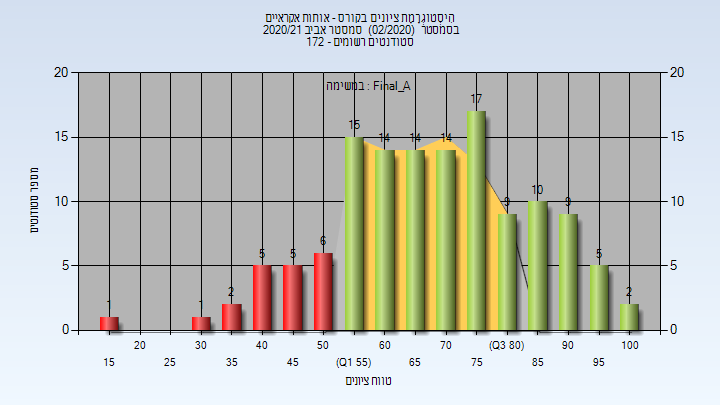 הִיסְטוֹגְרָמַת ציונים בקורס - אותות אקראיים
בסמסטר (02/2020) סמסטר אביב 2020/21
סטודנטים רשומים - 172
במשימה : Final_A
20 20
15 15
10 10
5 5
0 0
מספר סטודנטים
1 1 2 5 5 6 15 14 14 14 17 9 10 9 5 2
20 30 40 50 60 70 (Q3 80) 90 100
15 25 35 45 (Q1 55) 65 75 85 95
טווח ציונים